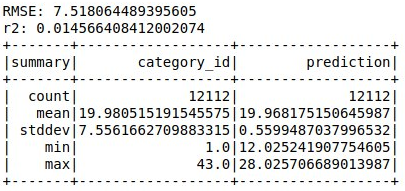 RMSE: 7.518064489395605
r2: 0.014566408412002074
+-------+------------------+------------------+
|summary|       category_id|        prediction|
+-------+------------------+------------------+
|  count|             12112|             12112|
|   mean|19.980515191545575|19.968175150645987|
| stddev|7.5561662709883315|0.5599487037996532|
|    min|               1.0|12.025241907754605|
|    max|              43.0|28.025706689013987|
+-------+------------------+------------------+